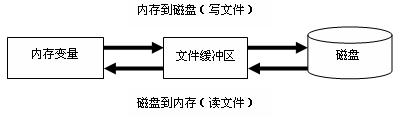 内存到磁盘（写文件）
内存变量
文件缓冲区
磁盘
磁盘到内存（读文件）